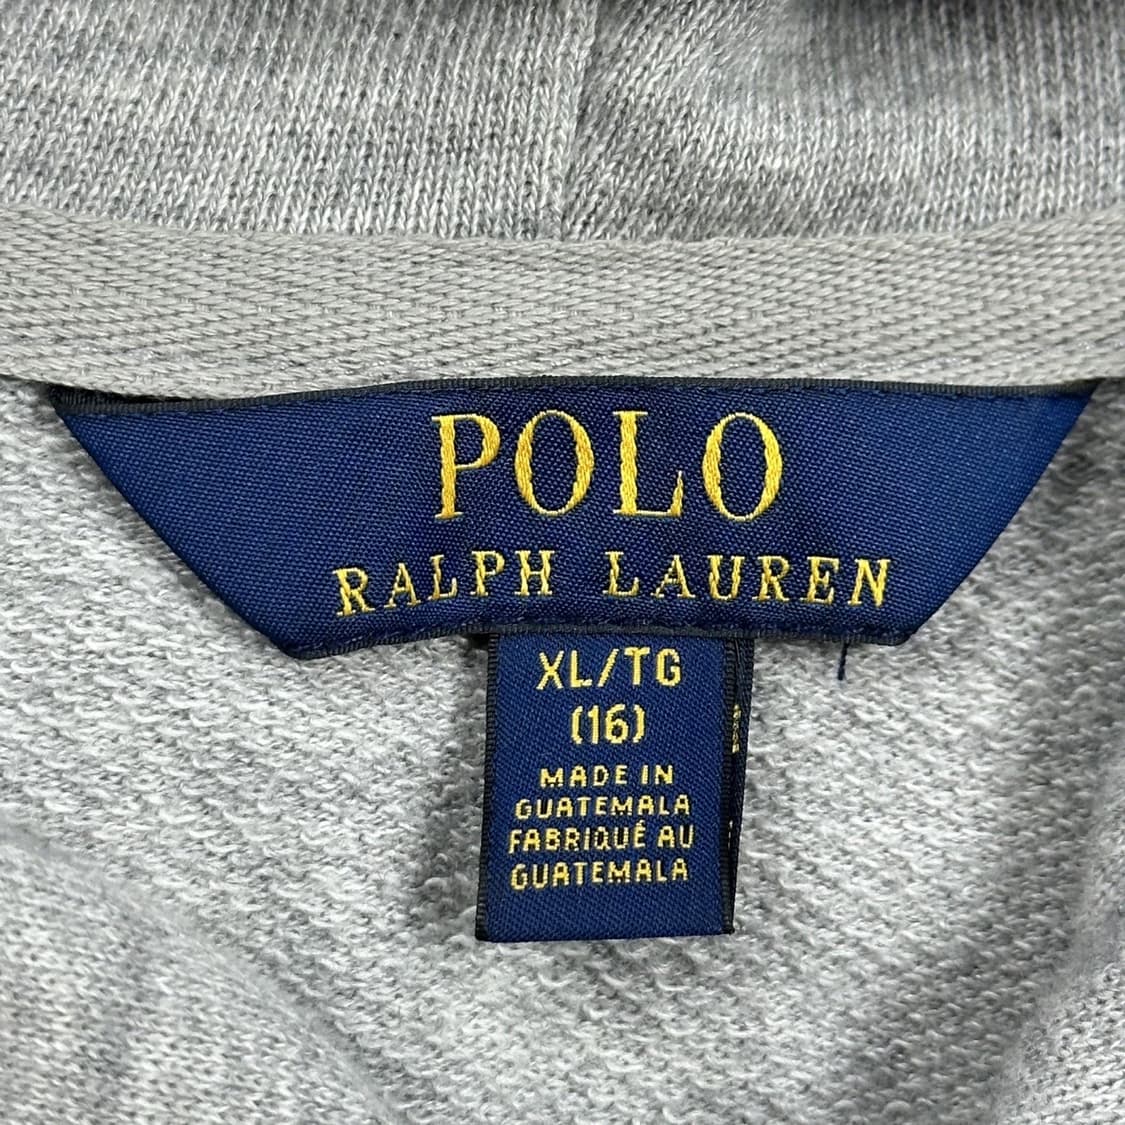 POLO
RALPH LAUREN
XL/TG
(16)
MADE IN
GUATEMALA
FABRIQUÉ AU
GUATEMALA